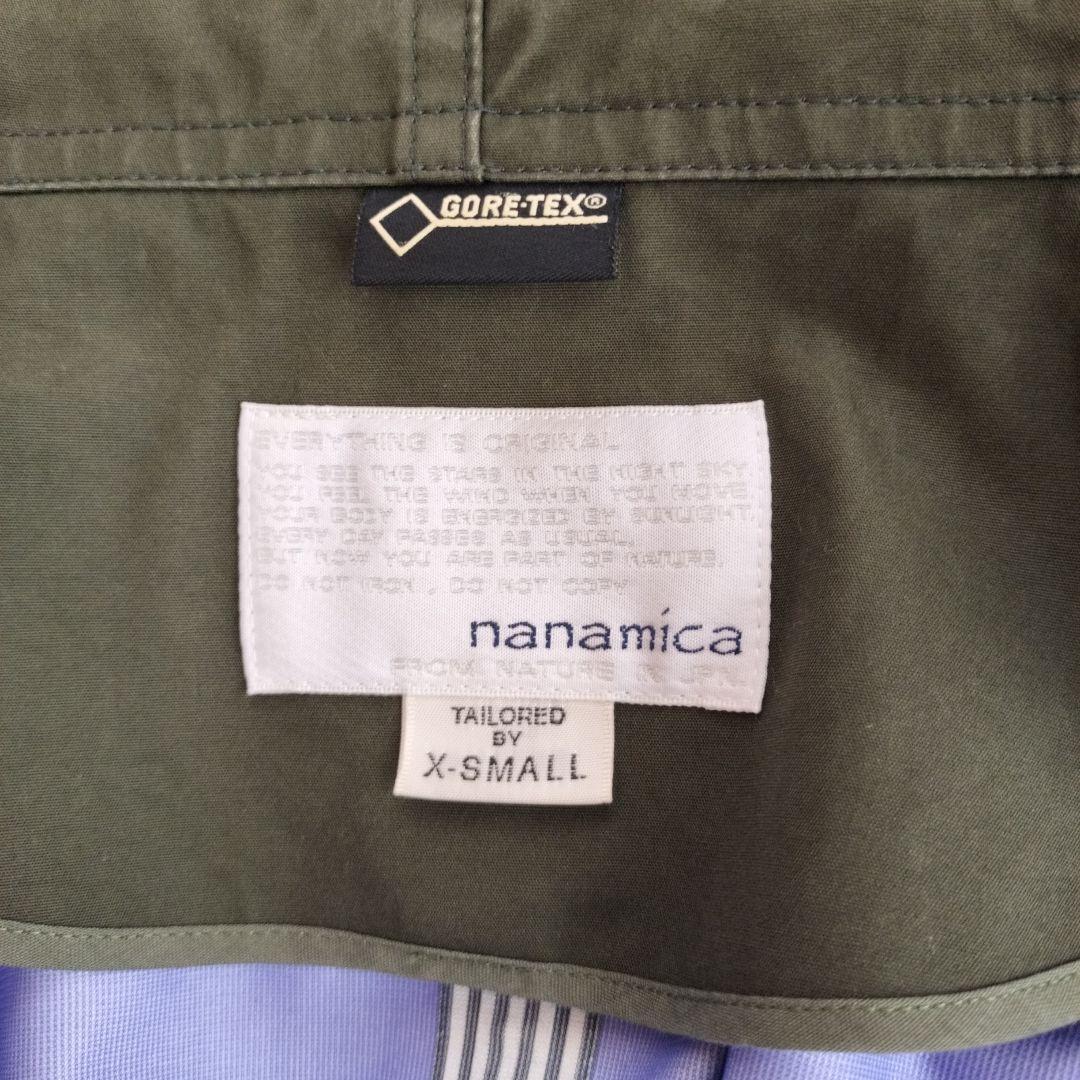 GORE-TEX®
EVERYTHING IS ORIGINAL
YOU SEE THE STARS IN THE NIGHT SKY.
YOU FEEL THE WIND WHEN YOU MOVE.
YOUR BODY IS ENERGIZED BY SUNLIGHT.
EVERY DAY PASSES AS USUAL.
BUT NOW YOU ARE PART OF NATURE.
DO NOT IRON , DO NOT COPY
nanamica
FROM NATURE IN JPN.
TAILORED
BY
X-SMALL